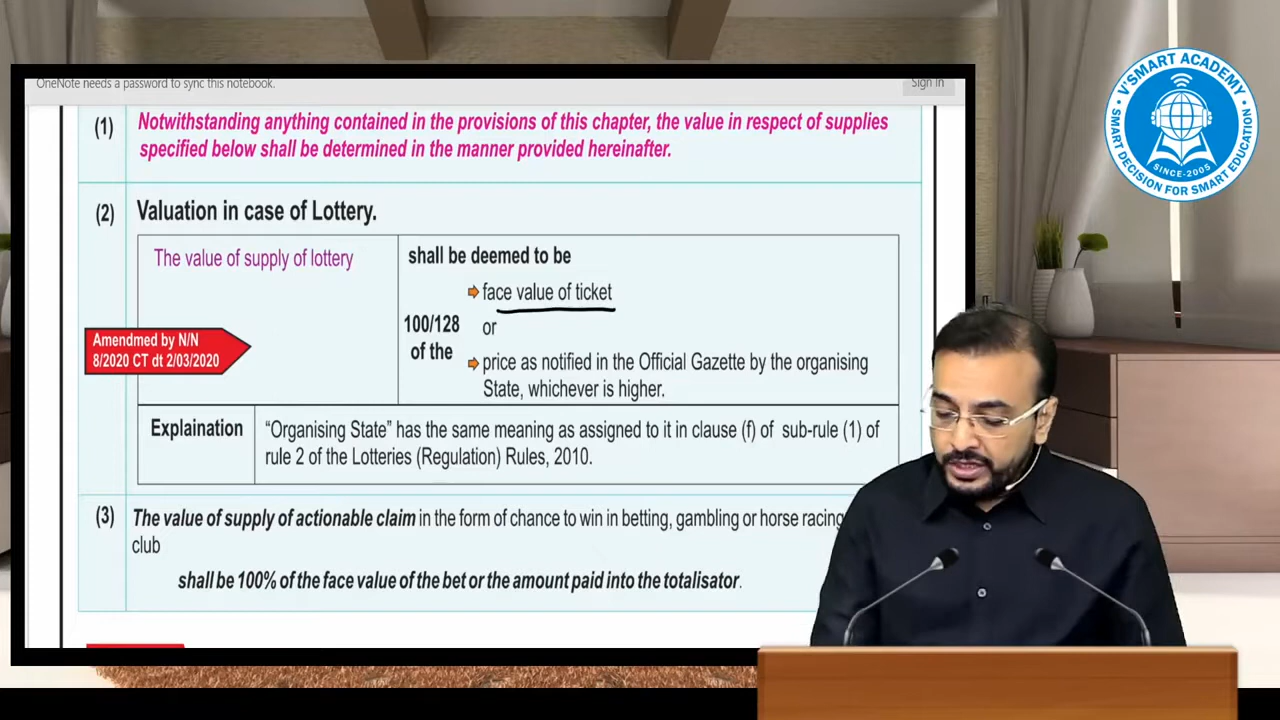 OneNote needs a password to sync this notebook.
Sign In
(1) Notwithstanding anything contained in the provisions of this chapter, the value in respect of supplies
specified below shall be determined in the manner provided hereinafter.
(2) Valuation in case of Lottery.
The value of supply of lottery
shall be deemed to be
face value of ticket
100/128 or
of the
price as notified in the Official Gazette by the organising
State, whichever is higher.
Amendmed by N/N
8/2020 CT dt 2/03/2020
Explaination
“Organising State” has the same meaning as assigned to it in clause (f) of sub-rule (1) of
rule 2 of the Lotteries (Regulation) Rules, 2010.
(3) The value of supply of actionable claim in the form of chance to win in betting, gambling or horse racing
club
shall be 100% of the face value of the bet or the amount paid into the totalisator.
V'SMART ACADEMY
SINCE-2005
SMART DECISION FOR SMART EDUCATION